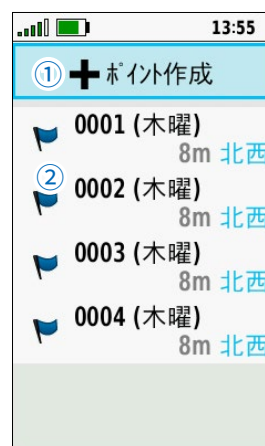 13:55
① ✚ ﾎﾟｲﾝﾄ作成
0001 (木曜)
8m 北西
②
0002 (木曜)
8m 北西
0003 (木曜)
8m 北西
0004 (木曜)
8m 北西